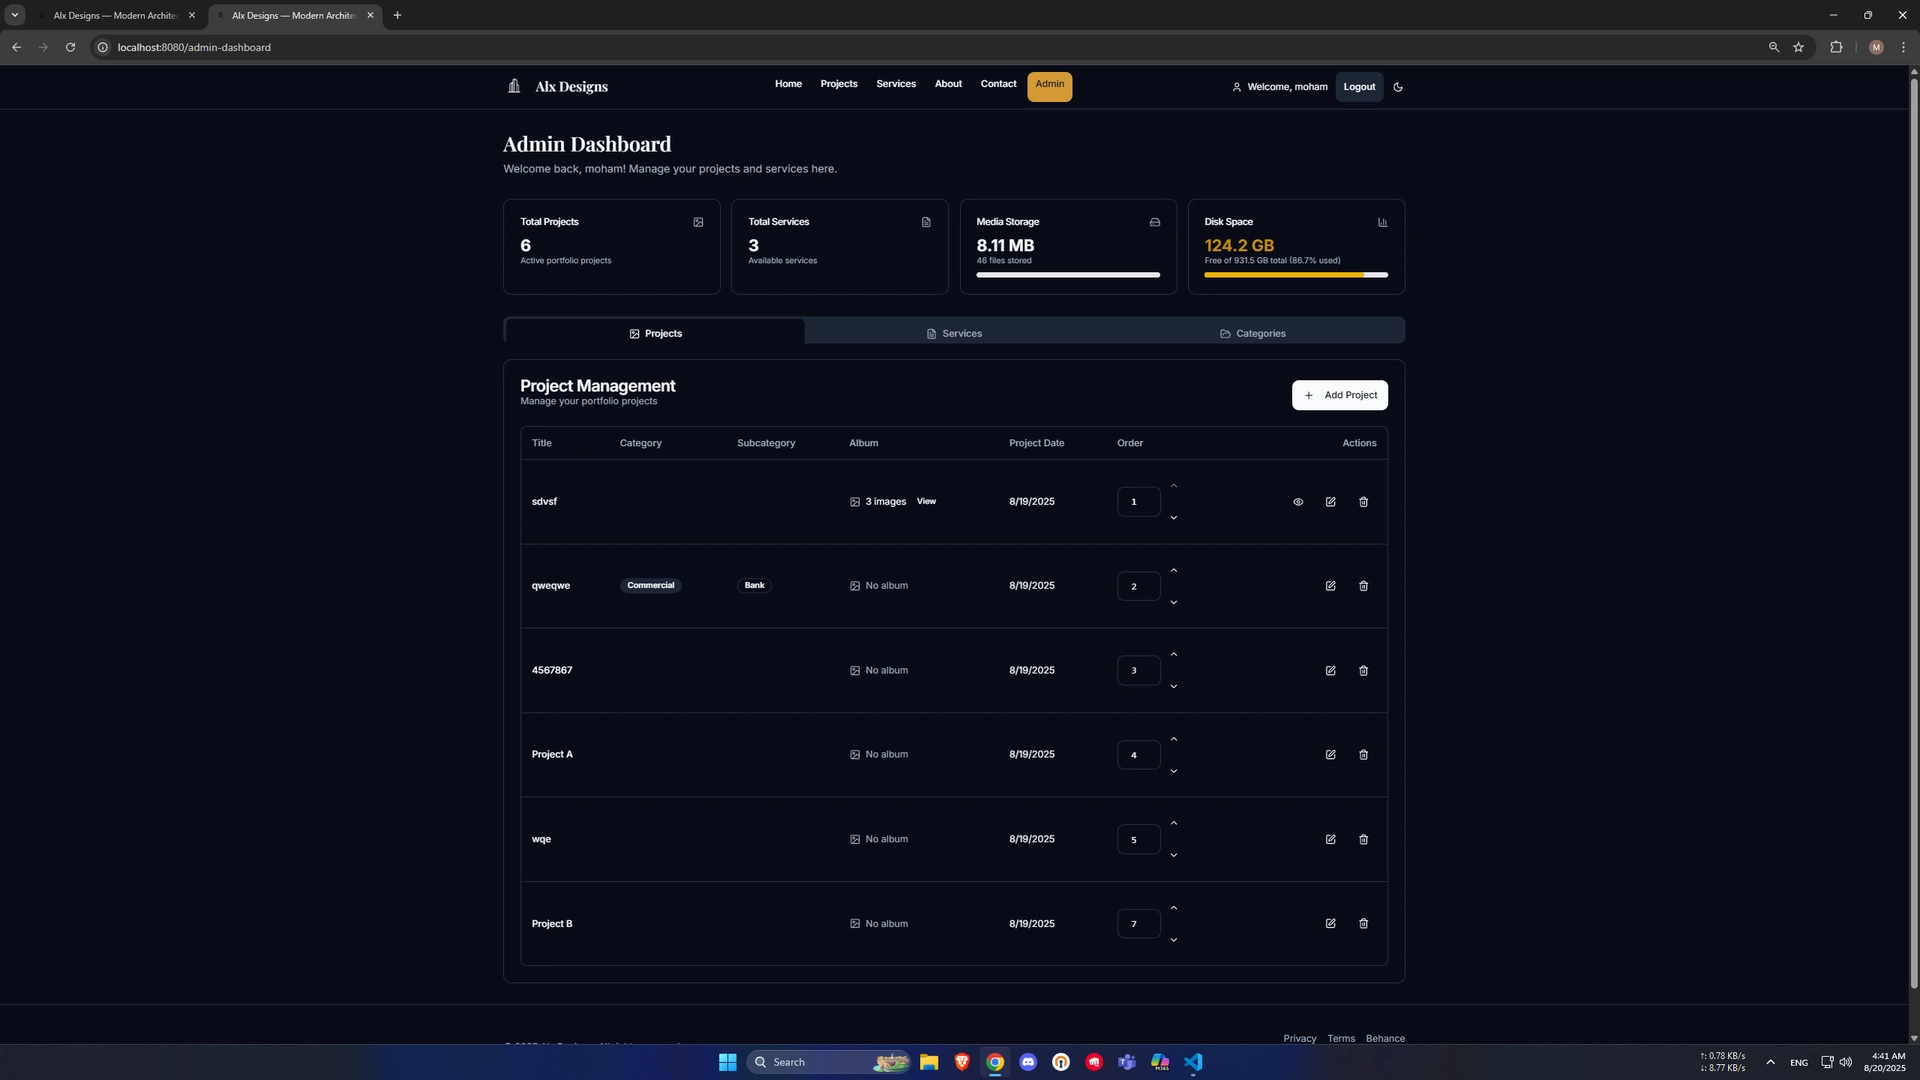 Alx Designs — Modern Archite
Alx Designs — Modern Archite
localhost:8080/admin-dashboard
M
Alx Designs
Home Projects Services About Contact Admin
Welcome, moham Logout
Admin Dashboard
Welcome back, moham! Manage your projects and services here.
Total Projects
6
Active portfolio projects
Total Services
3
Available services
Media Storage
8.11 MB
46 files stored
Disk Space
124.2 GB
Free of 931.5 GB total (86.7% used)
Projects Services Categories
Project Management
Manage your portfolio projects
Add Project
Title Category Subcategory Album Project Date Order Actions
sdvsf 3 images View 8/19/2025 1
qweqwe Commercial Bank No album 8/19/2025 2
4567867 No album 8/19/2025 3
Project A No album 8/19/2025 4
wqe No album 8/19/2025 5
Project B No album 8/19/2025 7
Privacy Terms Behance
Search
M365
↑: 0.78 KB/s
↓: 8.77 KB/s
ENG
4:41 AM
8/20/2025